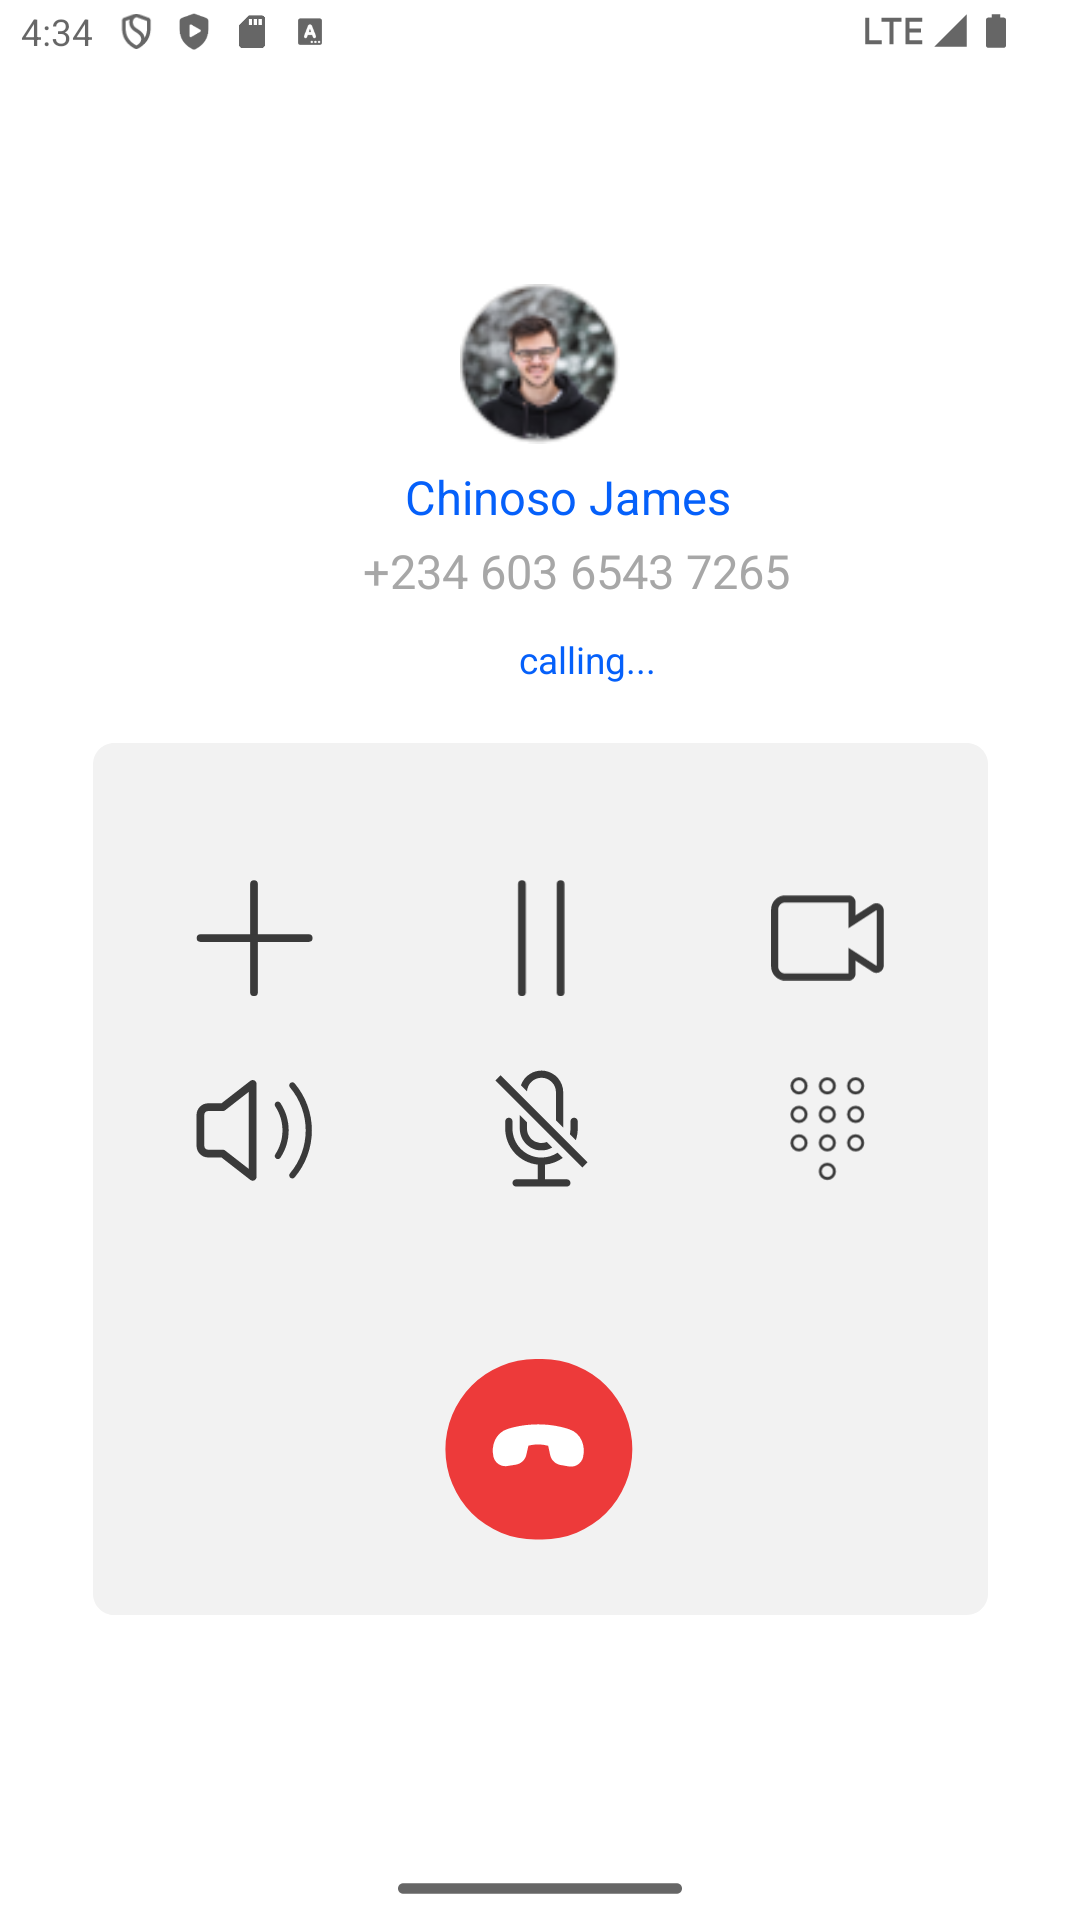 4:34 A LTE
Chinoso James
+234 603 6543 7265
calling...